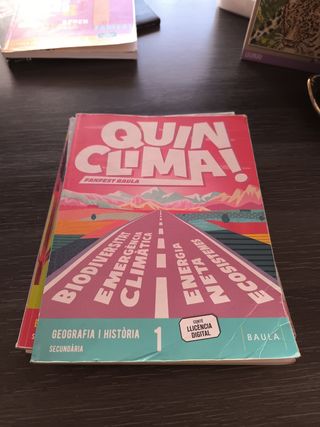 QUIN
CLIMA!
FANFEST BAULA
BIODIVERSITAT
EMERGÈNCIA
CLIMÀTICA
ENERGIA
NETA
ECOSISTEMES
GEOGRAFIA I HISTÒRIA 1
SECUNDÀRIA
CONTÉ
LLICÈNCIA
DIGITAL
BAULA